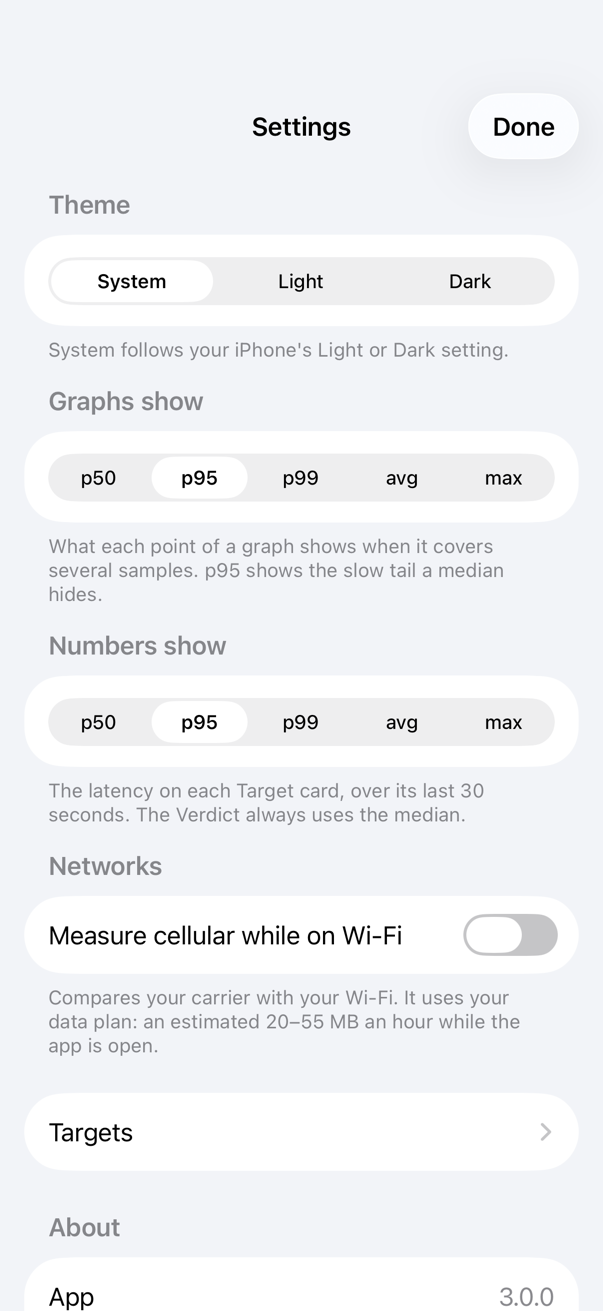 Settings
Done
Theme
System
Light
Dark
System follows your iPhone's Light or Dark setting.
Graphs show
p50
p95
p99
avg
max
What each point of a graph shows when it covers
several samples. p95 shows the slow tail a median
hides.
Numbers show
p50
p95
p99
avg
max
The latency on each Target card, over its last 30
seconds. The Verdict always uses the median.
Networks
Measure cellular while on Wi-Fi
Compares your carrier with your Wi-Fi. It uses your
data plan: an estimated 20–55 MB an hour while the
app is open.
Targets
About
App
3.0.0